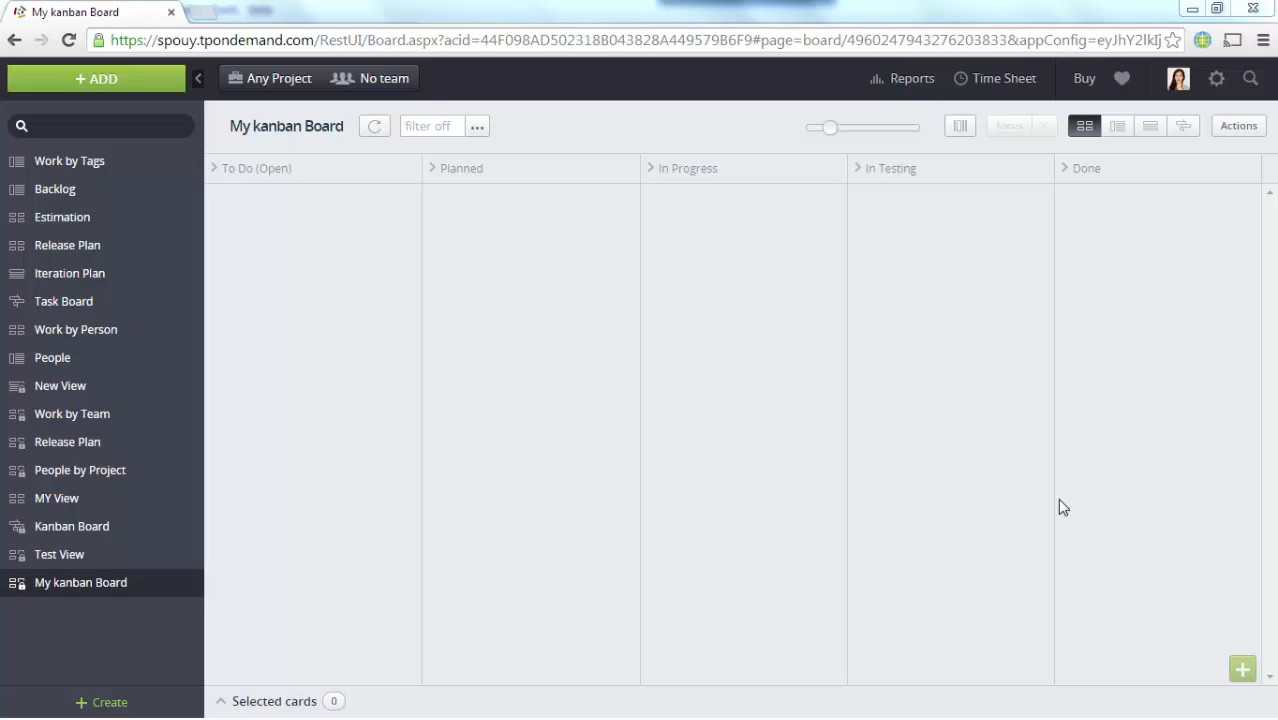 My kanban Board
https://spouy.tpondemand.com/RestUI/Board.aspx?acid=44F098AD502318B043828A449579B6F9#page=board/4960247943276203833&appConfig=eyJhY2lkIj
+ ADD
Any Project
No team
Reports
Time Sheet
Buy
My kanban Board
filter off
...
focus
Actions
Work by Tags
Backlog
Estimation
Release Plan
Iteration Plan
Task Board
Work by Person
People
New View
Work by Team
Release Plan
People by Project
MY View
Kanban Board
Test View
My kanban Board
+ Create
To Do (Open)
Planned
In Progress
In Testing
Done
Selected cards 0